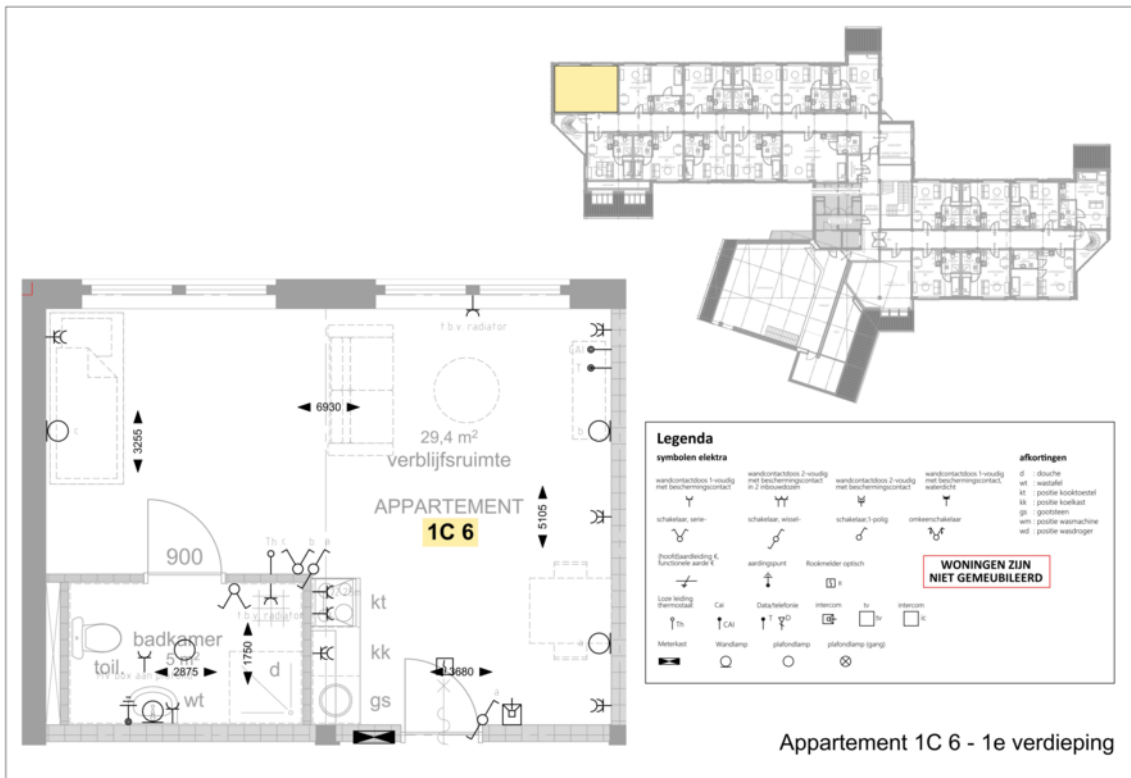 t.b.v. radiator
CAI
T
c
3255
6930
29,4 m²
verblijfsruimte
b
APPARTEMENT
1C 6
5105
900
Th c b a
t.b.v. radiator
kt
badkamer
5 m²
toil.
2875
1750
d
kk
3680
a
wt
gs
a
Legenda
symbolen elektra
afkortingen
wandcontactdoos 1-voudig
met beschermingscontact
wandcontactdoos 2-voudig
met beschermingscontact
in 2 inbouwdozen
wandcontactdoos 2-voudig
met beschermingscontact
wandcontactdoos 1-voudig
met beschermingscontact,
waterdicht
d : douche
wt : wastafel
kt : positie kooktoestel
kk : positie koelkast
gs : gootsteen
wm : positie wasmachine
wd : positie wasdroger
schakelaar, serie-
schakelaar, wissel-
schakelaar,1-polig
omkeerschakelaar
(hoofd)aardleiding €,
functionele aarde €
aardingspunt
Rookmelder optisch
R
WONINGEN ZIJN
NIET GEMEUBILEERD
Loze leiding
thermostaat
Cai
Data/telefonie
intercom
tv
intercom
Th
CAI
T
D
tv
ic
Meterkast
Wandlamp
plafondlamp
plafondlamp (gang)
Appartement 1C 6 - 1e verdieping